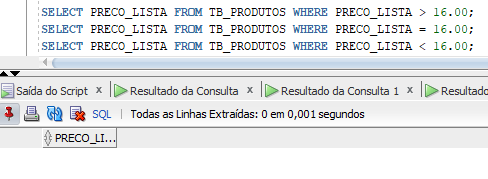 SELECT PRECO_LISTA FROM TB_PRODUTOS WHERE PRECO_LISTA > 16.00;
SELECT PRECO_LISTA FROM TB_PRODUTOS WHERE PRECO_LISTA = 16.00;
SELECT PRECO_LISTA FROM TB_PRODUTOS WHERE PRECO_LISTA < 16.00;
Saída do Script x Resultado da Consulta x Resultado da Consulta 1 x Resultado
SQL | Todas as Linhas Extraídas: 0 em 0,001 segundos
PRECO_LI...